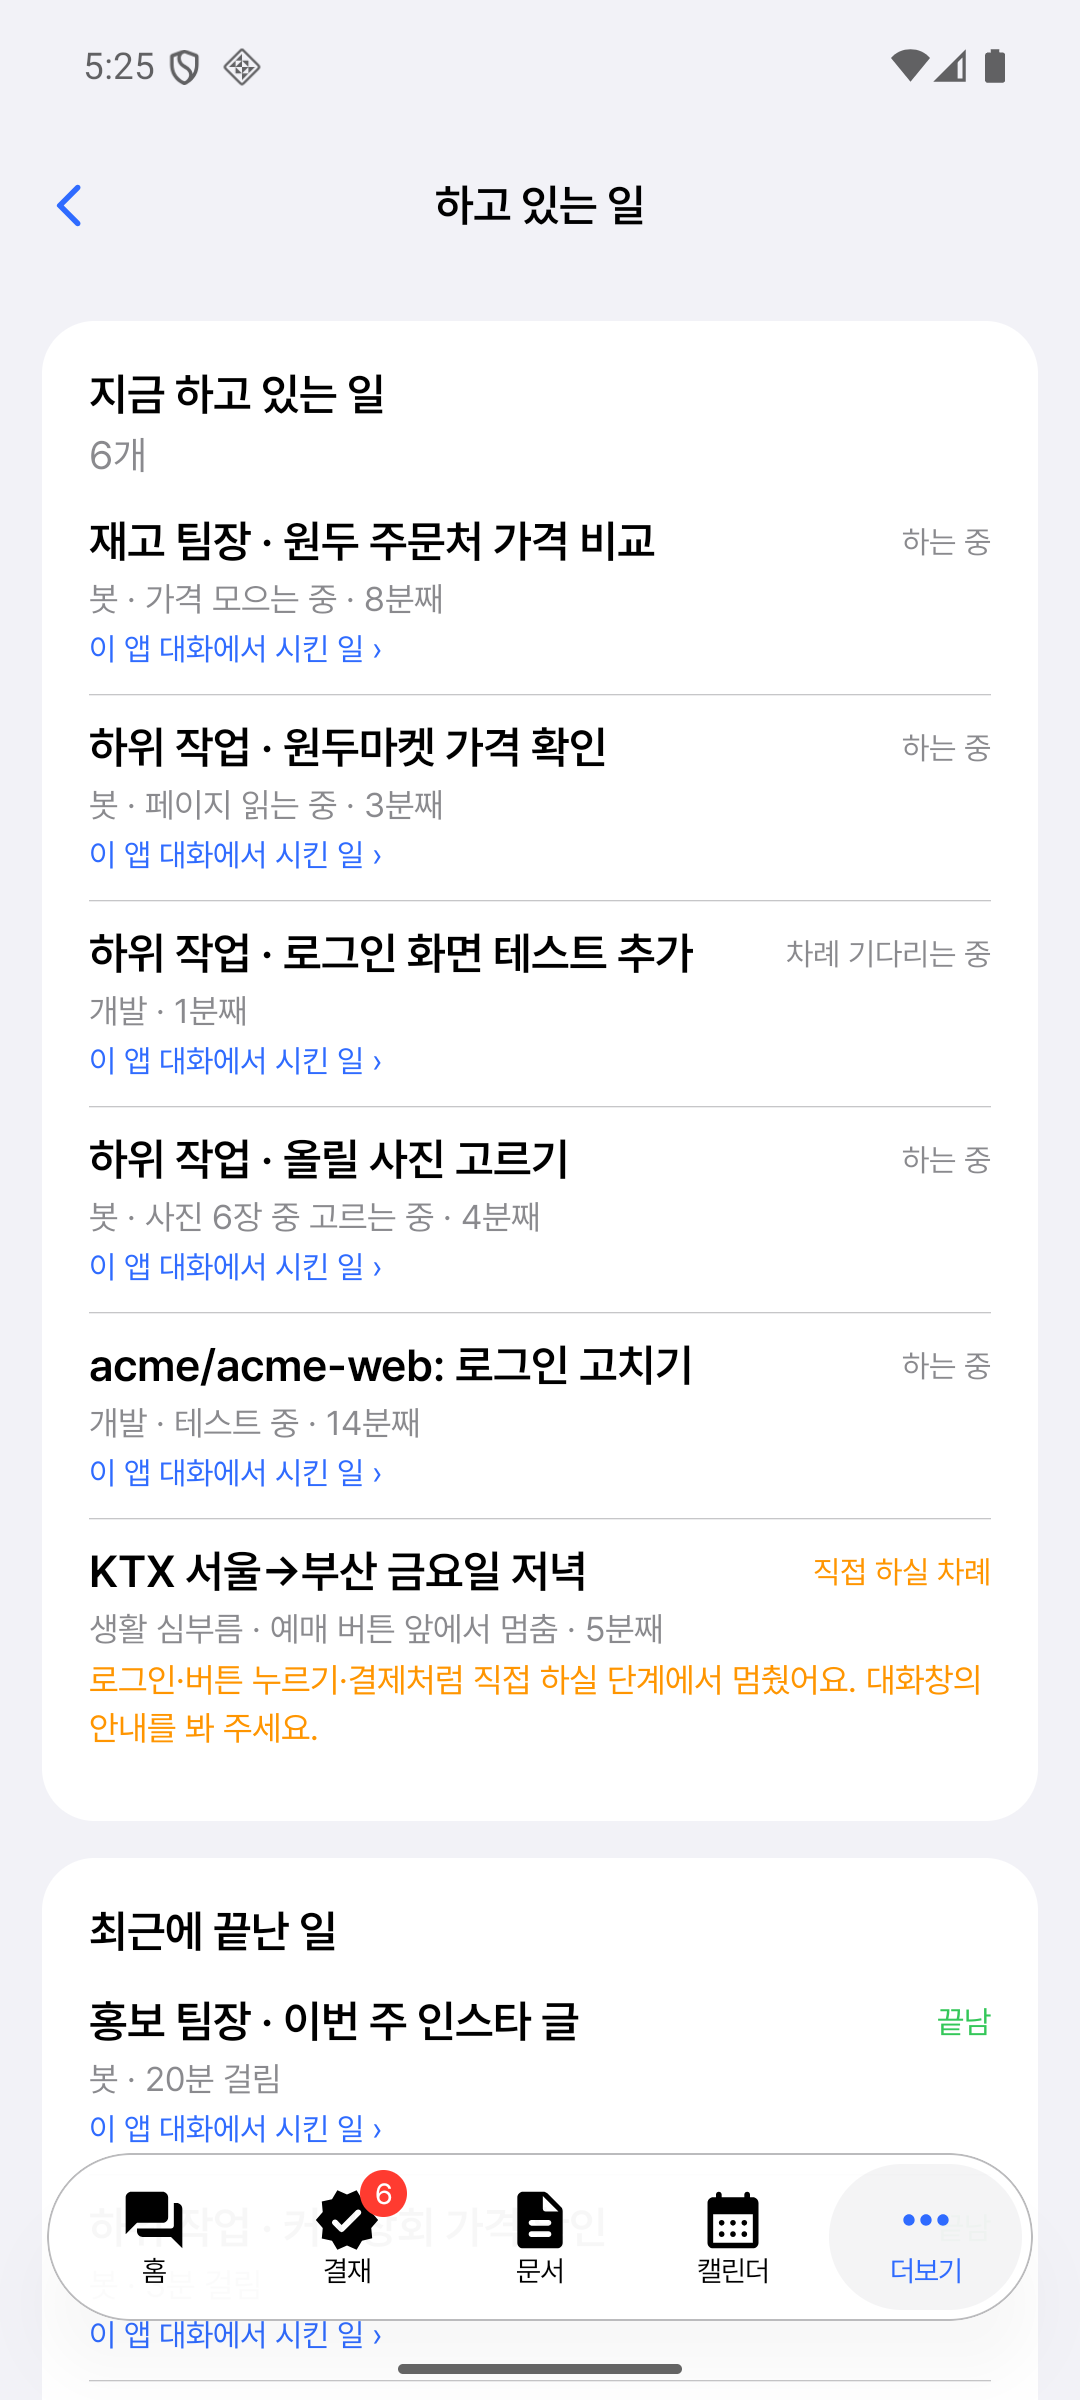 5:25
하고 있는 일
지금 하고 있는 일
6개
재고 팀장 · 원두 주문처 가격 비교
하는 중
봇 · 가격 모으는 중 · 8분째
이 앱 대화에서 시킨 일 ›
하위 작업 · 원두마켓 가격 확인
하는 중
봇 · 페이지 읽는 중 · 3분째
이 앱 대화에서 시킨 일 ›
하위 작업 · 로그인 화면 테스트 추가
차례 기다리는 중
개발 · 1분째
이 앱 대화에서 시킨 일 ›
하위 작업 · 올릴 사진 고르기
하는 중
봇 · 사진 6장 중 고르는 중 · 4분째
이 앱 대화에서 시킨 일 ›
acme/acme-web: 로그인 고치기
하는 중
개발 · 테스트 중 · 14분째
이 앱 대화에서 시킨 일 ›
KTX 서울→부산 금요일 저녁
직접 하실 차례
생활 심부름 · 예매 버튼 앞에서 멈춤 · 5분째
로그인·버튼 누르기·결제처럼 직접 하실 단계에서 멈췄어요. 대화창의
안내를 봐 주세요.
최근에 끝난 일
홍보 팀장 · 이번 주 인스타 글
끝남
봇 · 20분 걸림
이 앱 대화에서 시킨 일 ›
6
홈
결재
문서
캘린더
더보기
이 앱 대화에서 시킨 일 ›